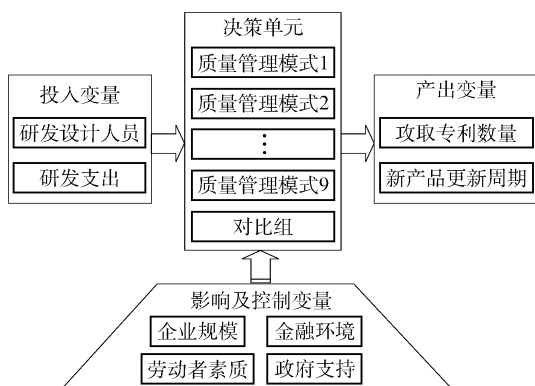 决策单元
质量管理模式1
质量管理模式2
⋮
质量管理模式9
对比组
投入变量
研发设计人员
研发支出
产出变量
攻取专利数量
新产品更新周期
影响及控制变量
企业规模
金融环境
劳动者素质
政府支持